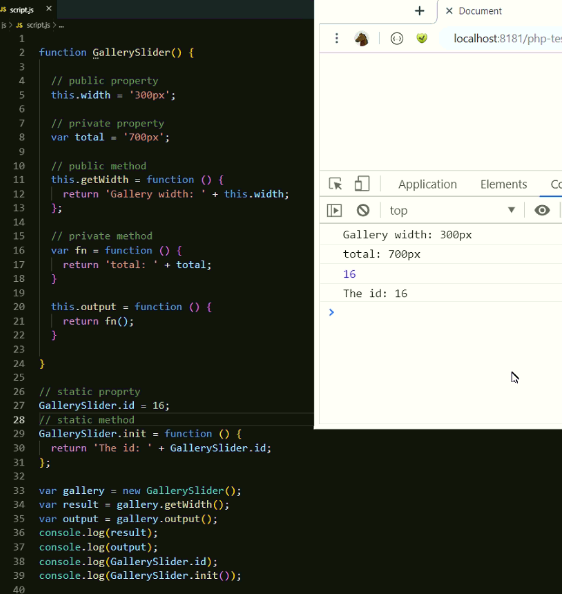 JS script.js ×
js > JS script.js > ...
1
2 function GallerySlider() {
3
4 // public property
5 this.width = '300px';
6
7 // private property
8 var total = '700px';
9
10 // public method
11 this.getWidth = function () {
12 return 'Gallery width: ' + this.width;
13 };
14
15 // private method
16 var fn = function () {
17 return 'total: ' + total;
18 }
19
20 this.output = function () {
21 return fn();
22 }
23
24 }
25
26 // static proprty
27 GallerySlider.id = 16;
28 // static method
29 GallerySlider.init = function () {
30 return 'The id: ' + GallerySlider.id;
31 };
32
33 var gallery = new GallerySlider();
34 var result = gallery.getWidth();
35 var output = gallery.output();
36 console.log(result);
37 console.log(output);
38 console.log(GallerySlider.id);
39 console.log(GallerySlider.init());
40
+ × Document
localhost:8181/php-tes
Application Elements Co
top
Gallery width: 300px
total: 700px
16
The id: 16
>